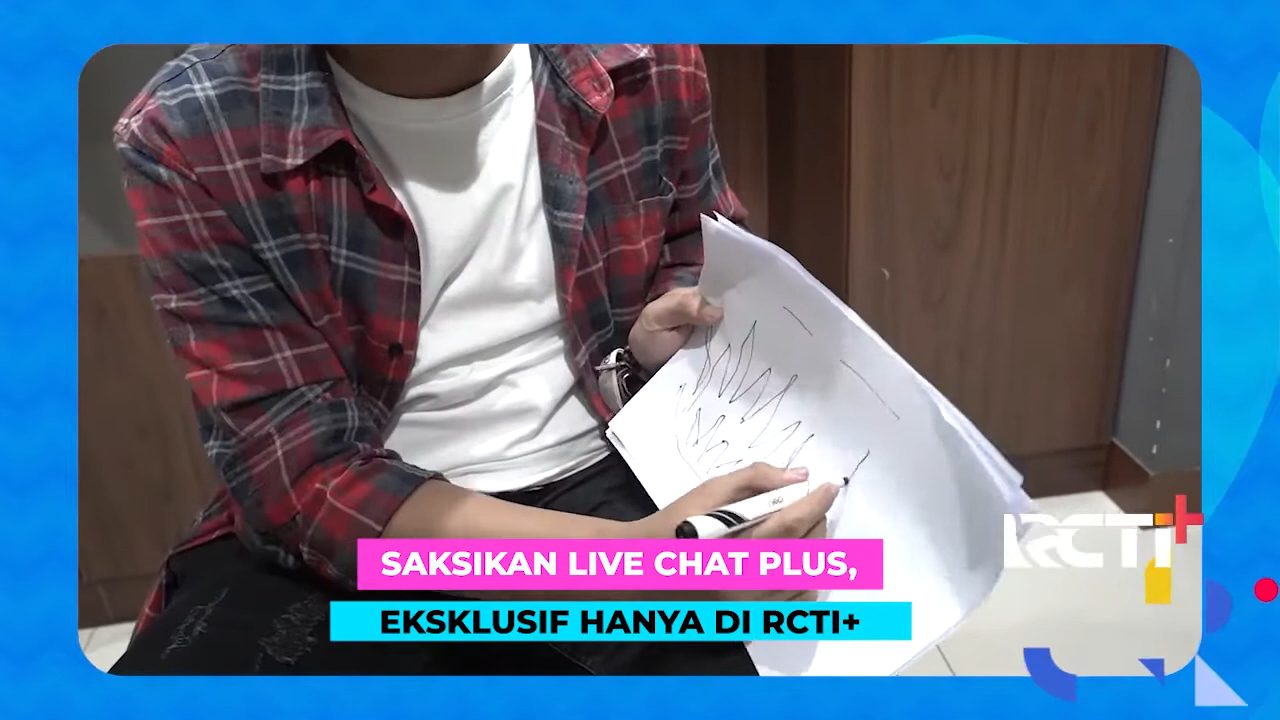 SAKSIKAN LIVE CHAT PLUS,
EKSKLUSIF HANYA DI RCTI+
RCTI+